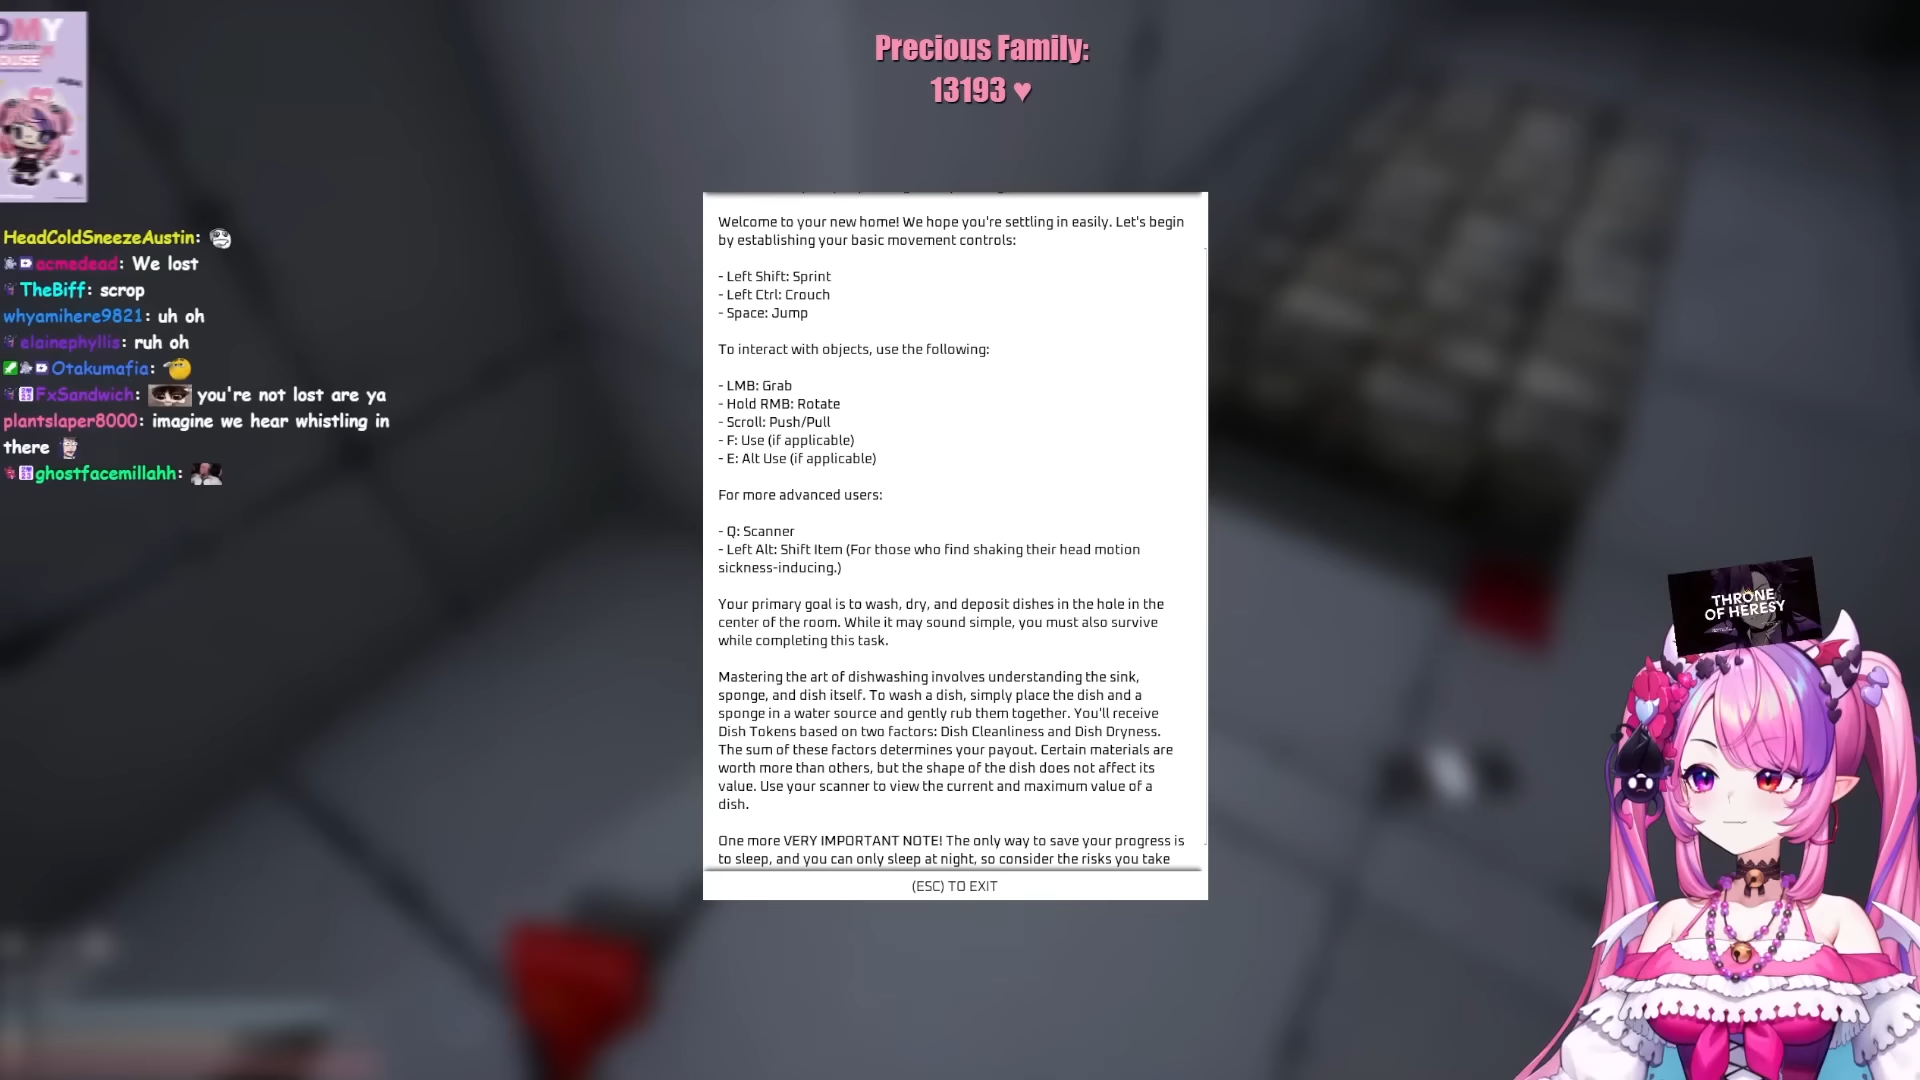 OMY
OUSE
Precious Family:
13193 ♥
HeadColdSneezeAustin:
acmedead: We lost
TheBiff: scrop
whyamihere9821: uh oh
elainephyllis: ruh oh
Otakumafia:
FxSandwich: you're not lost are ya
plantslaper8000: imagine we hear whistling in
there
ghostfacemillahh:
Welcome to your new home! We hope you're settling in easily. Let's begin
by establishing your basic movement controls:
- Left Shift: Sprint
- Left Ctrl: Crouch
- Space: Jump
To interact with objects, use the following:
- LMB: Grab
- Hold RMB: Rotate
- Scroll: Push/Pull
- F: Use (if applicable)
- E: Alt Use (if applicable)
For more advanced users:
- Q: Scanner
- Left Alt: Shift Item (For those who find shaking their head motion
sickness-inducing.)
Your primary goal is to wash, dry, and deposit dishes in the hole in the
center of the room. While it may sound simple, you must also survive
while completing this task.
Mastering the art of dishwashing involves understanding the sink,
sponge, and dish itself. To wash a dish, simply place the dish and a
sponge in a water source and gently rub them together. You'll receive
Dish Tokens based on two factors: Dish Cleanliness and Dish Dryness.
The sum of these factors determines your payout. Certain materials are
worth more than others, but the shape of the dish does not affect its
value. Use your scanner to view the current and maximum value of a
dish.
One more VERY IMPORTANT NOTE! The only way to save your progress is
to sleep, and you can only sleep at night, so consider the risks you take
(ESC) TO EXIT
THRONE
OF HERESY